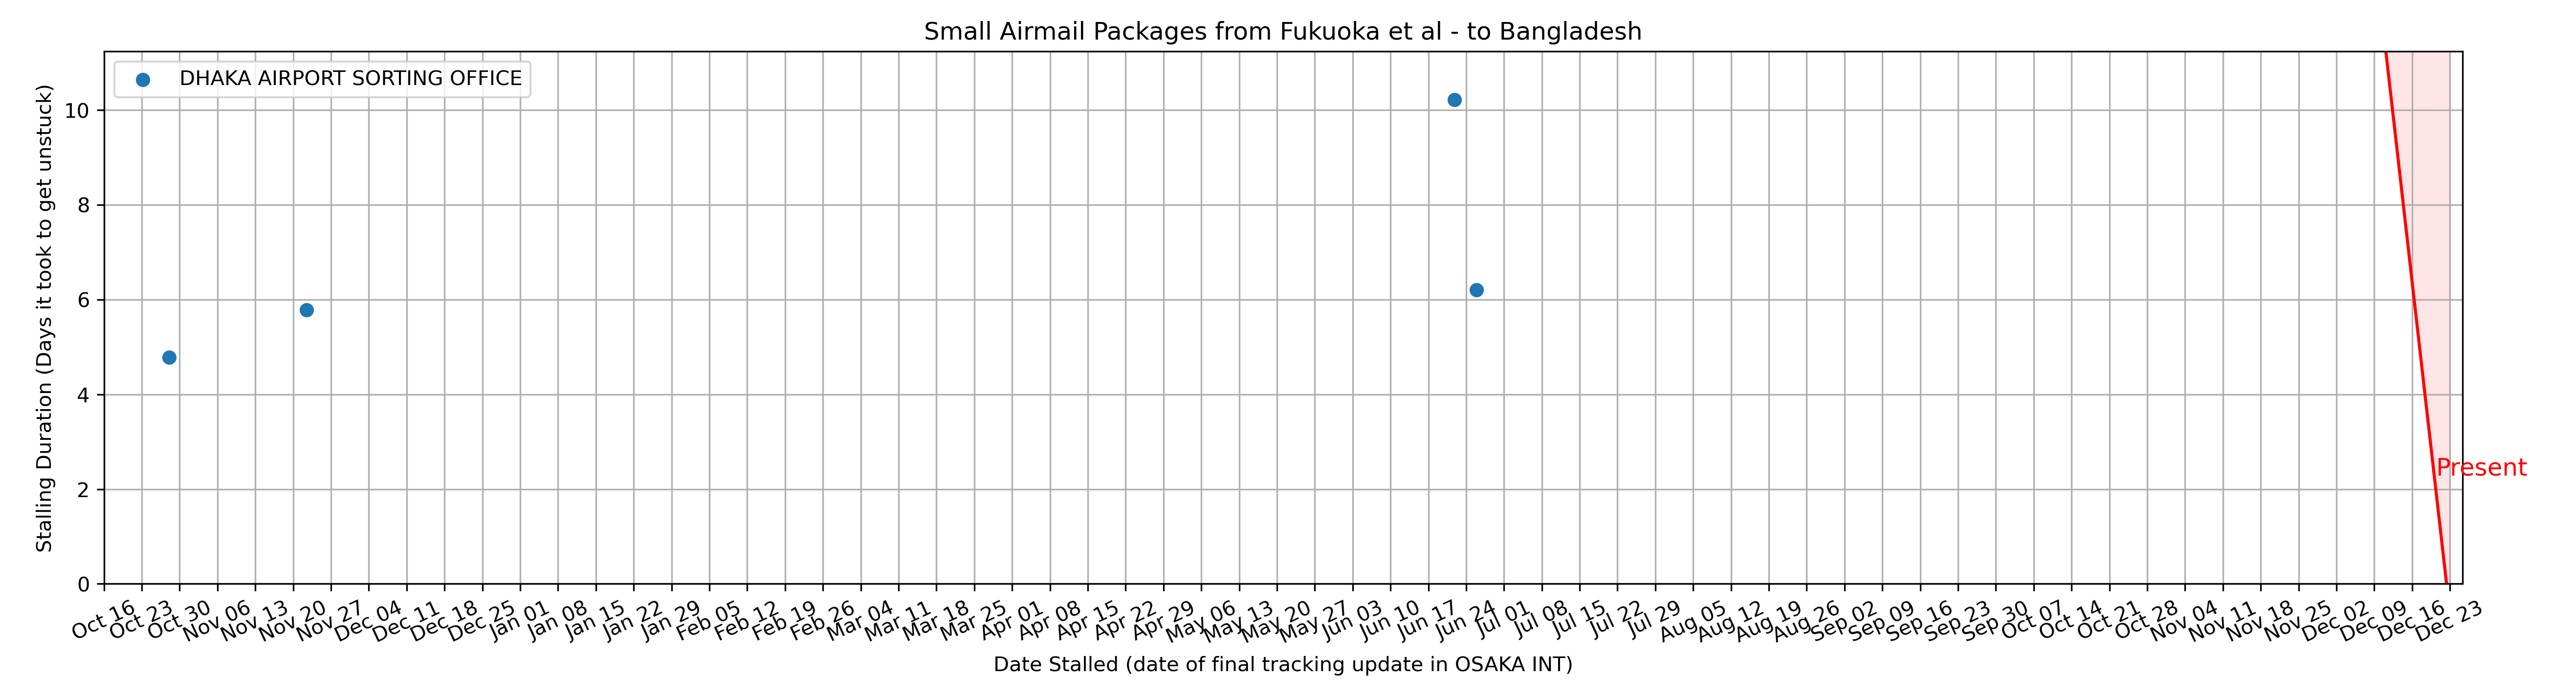 Small Airmail Packages from Fukuoka et al - to Bangladesh
DHAKA AIRPORT SORTING OFFICE
Stalling Duration (Days it took to get unstuck)
10
8
6
4
2
0
Present
Oct 16
Oct 23
Oct 30
Nov 06
Nov 13
Nov 20
Nov 27
Dec 04
Dec 11
Dec 18
Dec 25
Jan 01
Jan 08
Jan 15
Jan 22
Jan 29
Feb 05
Feb 12
Feb 19
Feb 26
Mar 04
Mar 11
Mar 18
Mar 25
Apr 01
Apr 08
Apr 15
Apr 22
Apr 29
May 06
May 13
May 20
May 27
Jun 03
Jun 10
Jun 17
Jun 24
Jul 01
Jul 08
Jul 15
Jul 22
Jul 29
Aug 05
Aug 12
Aug 19
Aug 26
Sep 02
Sep 09
Sep 16
Sep 23
Sep 30
Oct 07
Oct 14
Oct 21
Oct 28
Nov 04
Nov 11
Nov 18
Nov 25
Dec 02
Dec 09
Dec 16
Dec 23
Date Stalled (date of final tracking update in OSAKA INT)